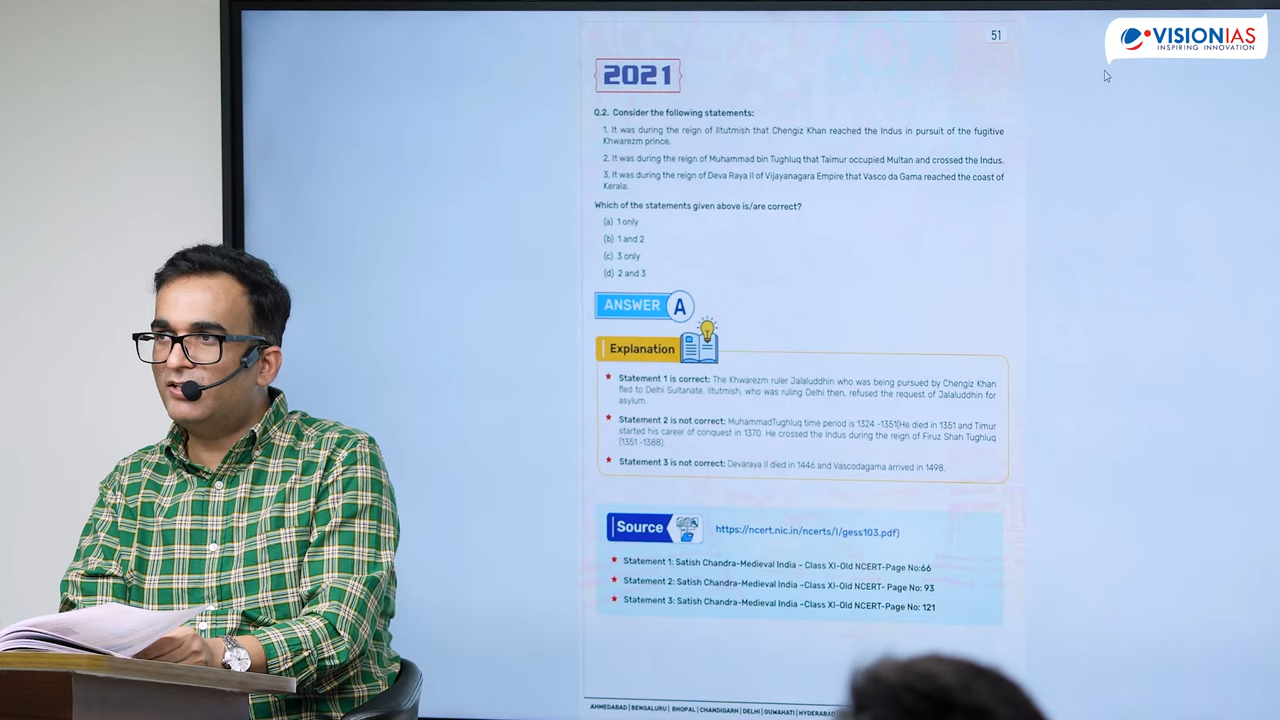 51
VISIONIAS
INSPIRING INNOVATION
2021
Q.2. Consider the following statements:
1. It was during the reign of Iltutmish that Chengiz Khan reached the Indus in pursuit of the fugitive
Khwarezm prince.
2. It was during the reign of Muhammad bin Tughluq that Taimur occupied Multan and crossed the Indus.
3. It was during the reign of Deva Raya II of Vijayanagara Empire that Vasco da Gama reached the coast of
Kerala.
Which of the statements given above is/are correct?
(a) 1 only
(b) 1 and 2
(c) 3 only
(d) 2 and 3
ANSWER A
Explanation
Statement 1 is correct: The Khwarezm ruler Jalaluddhin who was being pursued by Chengiz Khan
fled to Delhi Sultanate. Iltutmish, who was ruling Delhi then, refused the request of Jalaluddhin for
asylum.
Statement 2 is not correct: MuhammadTughluq time period is 1324 -1351(He died in 1351 and Timur
started his career of conquest in 1370. He crossed the Indus during the reign of Firuz Shah Tughluq
(1351 -1388).
Statement 3 is not correct: Devaraya II died in 1446 and Vascodagama arrived in 1498.
Source
https://ncert.nic.in/ncerts/l/gess103.pdf)
Statement 1: Satish Chandra-Medieval India - Class XI-Old NCERT-Page No:66
Statement 2: Satish Chandra-Medieval India -Class XI-Old NCERT- Page No: 93
Statement 3: Satish Chandra-Medieval India -Class XI-Old NCERT-Page No: 121
AHMEDABAD | BENGALURU | BHOPAL | CHANDIGARH | DELHI | GUWAHATI | HYDERABAD